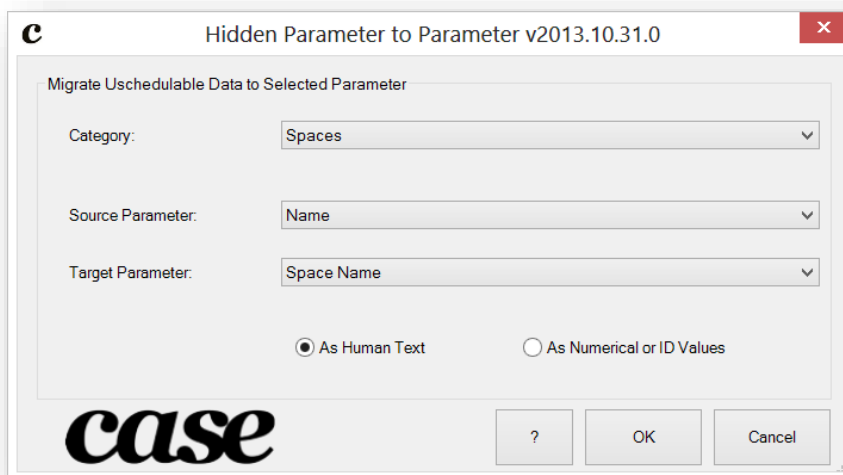 c Hidden Parameter to Parameter v2013.10.31.0
Migrate Uschedulable Data to Selected Parameter
Category: Spaces
Source Parameter: Name
Target Parameter: Space Name
As Human Text As Numerical or ID Values
case ? OK Cancel